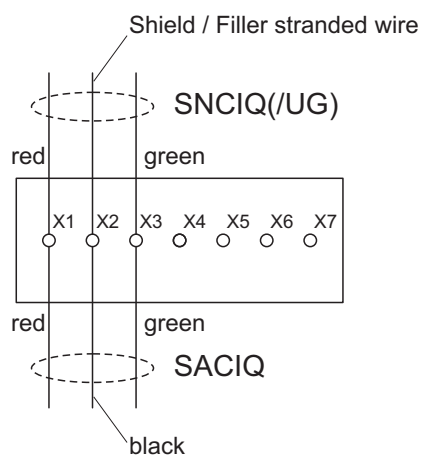 Shield / Filler stranded wire
SNCIQ(/UG)
red green
X1 X2 X3 X4 X5 X6 X7
red green
SACIQ
black